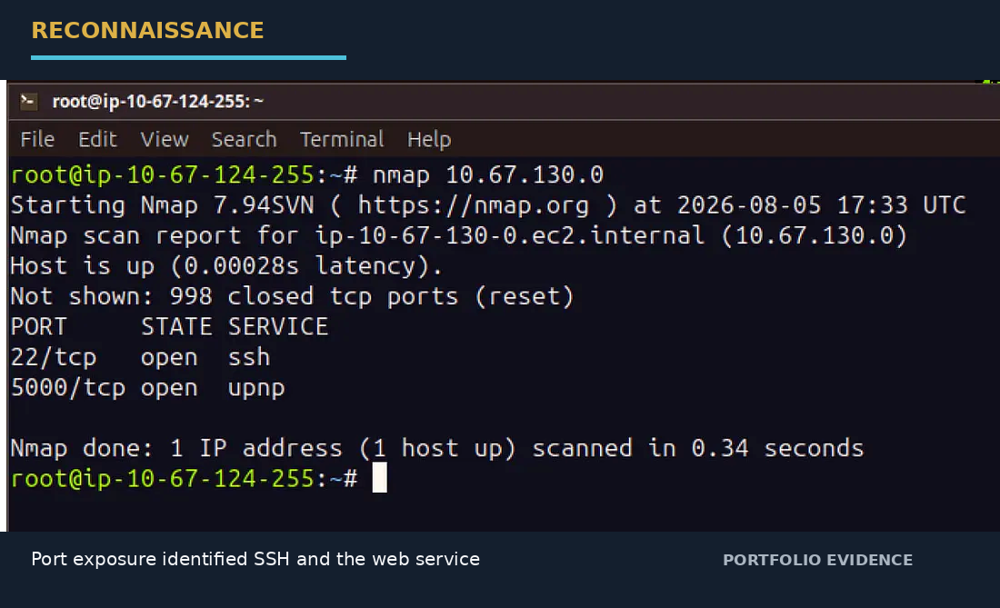 RECONNAISSANCE
root@ip-10-67-124-255: ~
File Edit View Search Terminal Help
root@ip-10-67-124-255:~# nmap 10.67.130.0
Starting Nmap 7.94SVN ( https://nmap.org ) at 2026-08-05 17:33 UTC
Nmap scan report for ip-10-67-130-0.ec2.internal (10.67.130.0)
Host is up (0.00028s latency).
Not shown: 998 closed tcp ports (reset)
PORT     STATE SERVICE
22/tcp   open  ssh
5000/tcp open  upnp
Nmap done: 1 IP address (1 host up) scanned in 0.34 seconds
root@ip-10-67-124-255:~#
Port exposure identified SSH and the web service
PORTFOLIO EVIDENCE